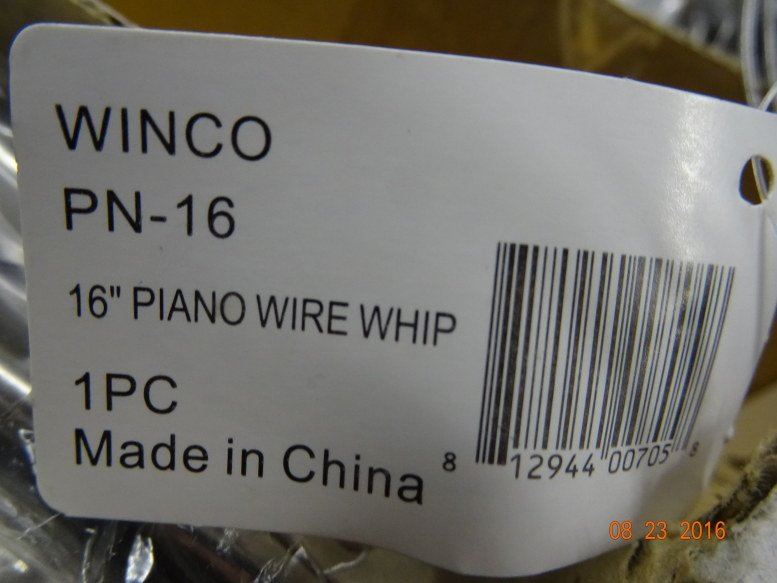 WINCO
PN-16
16" PIANO WIRE WHIP
1PC
Made in China
8 12944 00705 8
08 23 2016